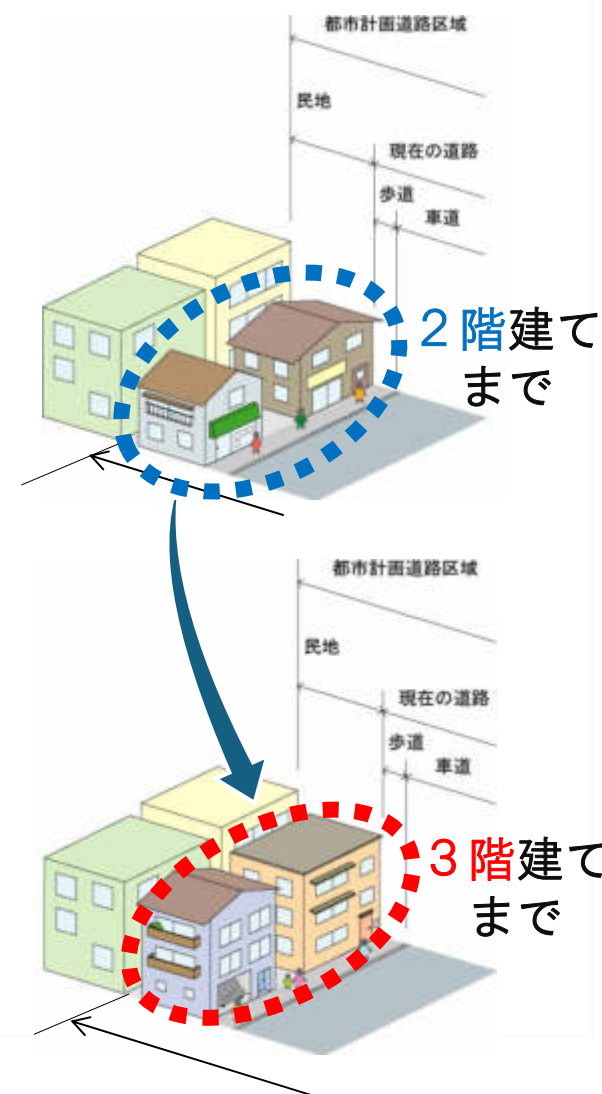 都市計画道路区域
民地
現在の道路
歩道
車道
２階建て
まで
都市計画道路区域
民地
現在の道路
歩道
車道
３階建て
まで